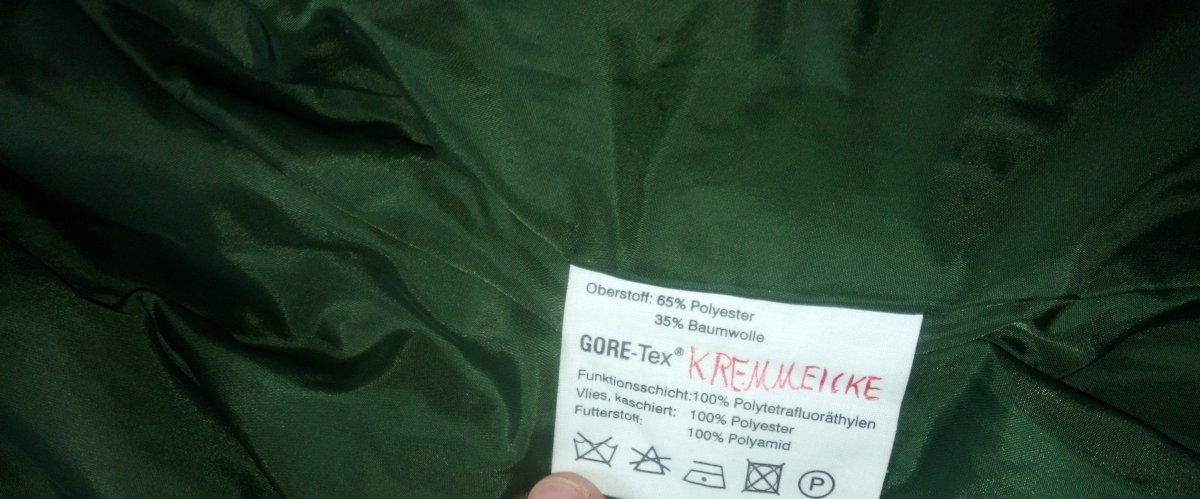 Oberstoff: 65% Polyester
35% Baumwolle
GORE-Tex® KREMMEICKE
Funktionsschicht: 100% Polytetrafluoräthylen
Vlies, kaschiert: 100% Polyester
Futterstoff: 100% Polyamid
P